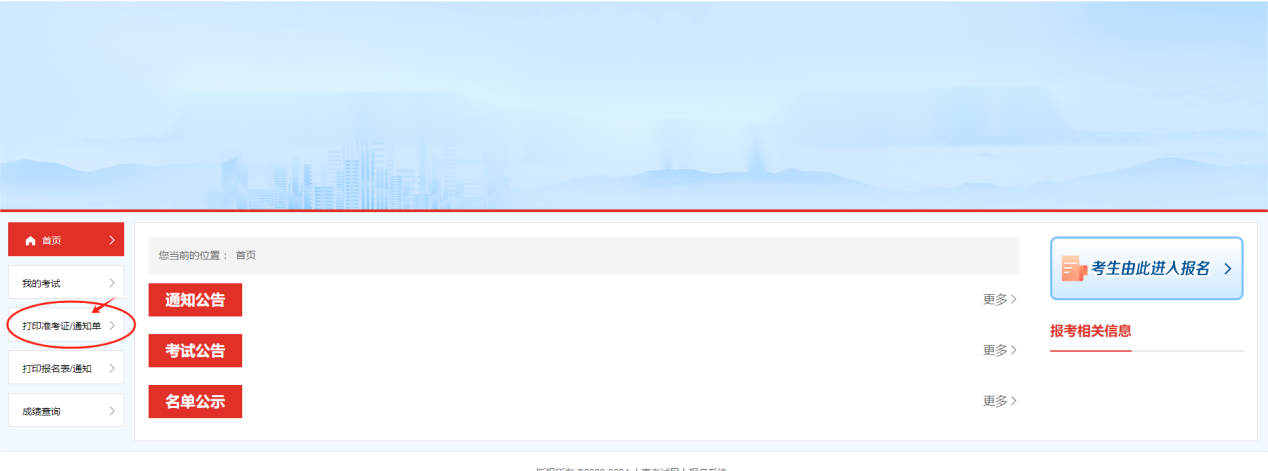 首页
我的考试
打印准考证/通知单
打印报名表/通知
成绩查询
您当前的位置： 首页
通知公告
更多
考试公告
更多
名单公示
更多
考生由此进入报名
报考相关信息